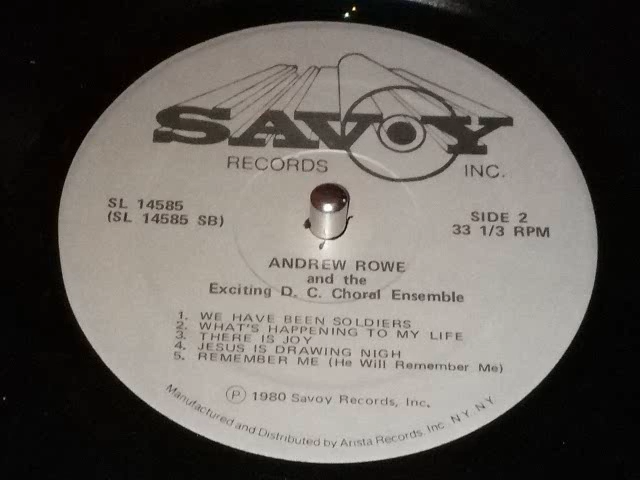 SAVOY
RECORDS INC.
SL 14585
(SL 14585 SB)
SIDE 2
33 1/3 RPM
ANDREW ROWE
and the
Exciting D. C. Choral Ensemble
1. WE HAVE BEEN SOLDIERS
2. WHAT'S HAPPENING TO MY LIFE
3. THERE IS JOY
4. JESUS IS DRAWING NIGH
5. REMEMBER ME (He Will Remember Me)
Ⓟ 1980 Savoy Records, Inc.
Manufactured and Distributed by Arista Records, Inc. N.Y. N.Y.